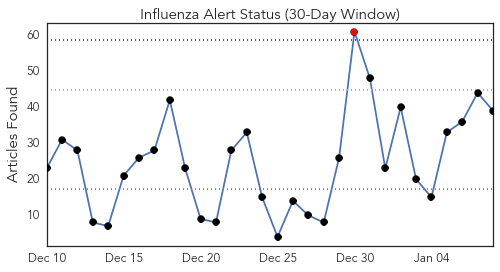 Influenza Alert Status (30-Day Window)
Articles Found
60
50
40
30
20
10
Dec 10
Dec 15
Dec 20
Dec 25
Dec 30
Jan 04